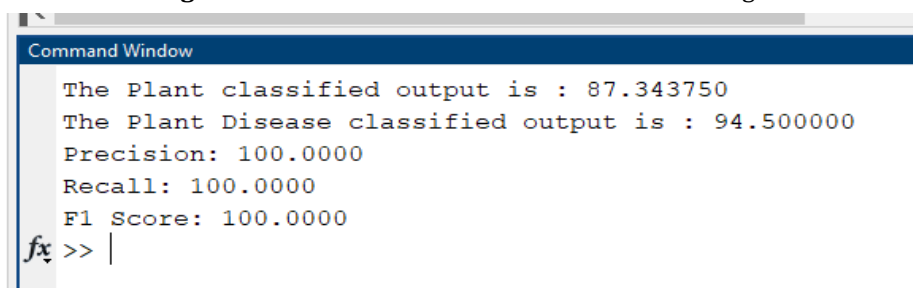 Command Window
The Plant classified output is : 87.343750
The Plant Disease classified output is : 94.500000
Precision: 100.0000
Recall: 100.0000
F1 Score: 100.0000
fx >>